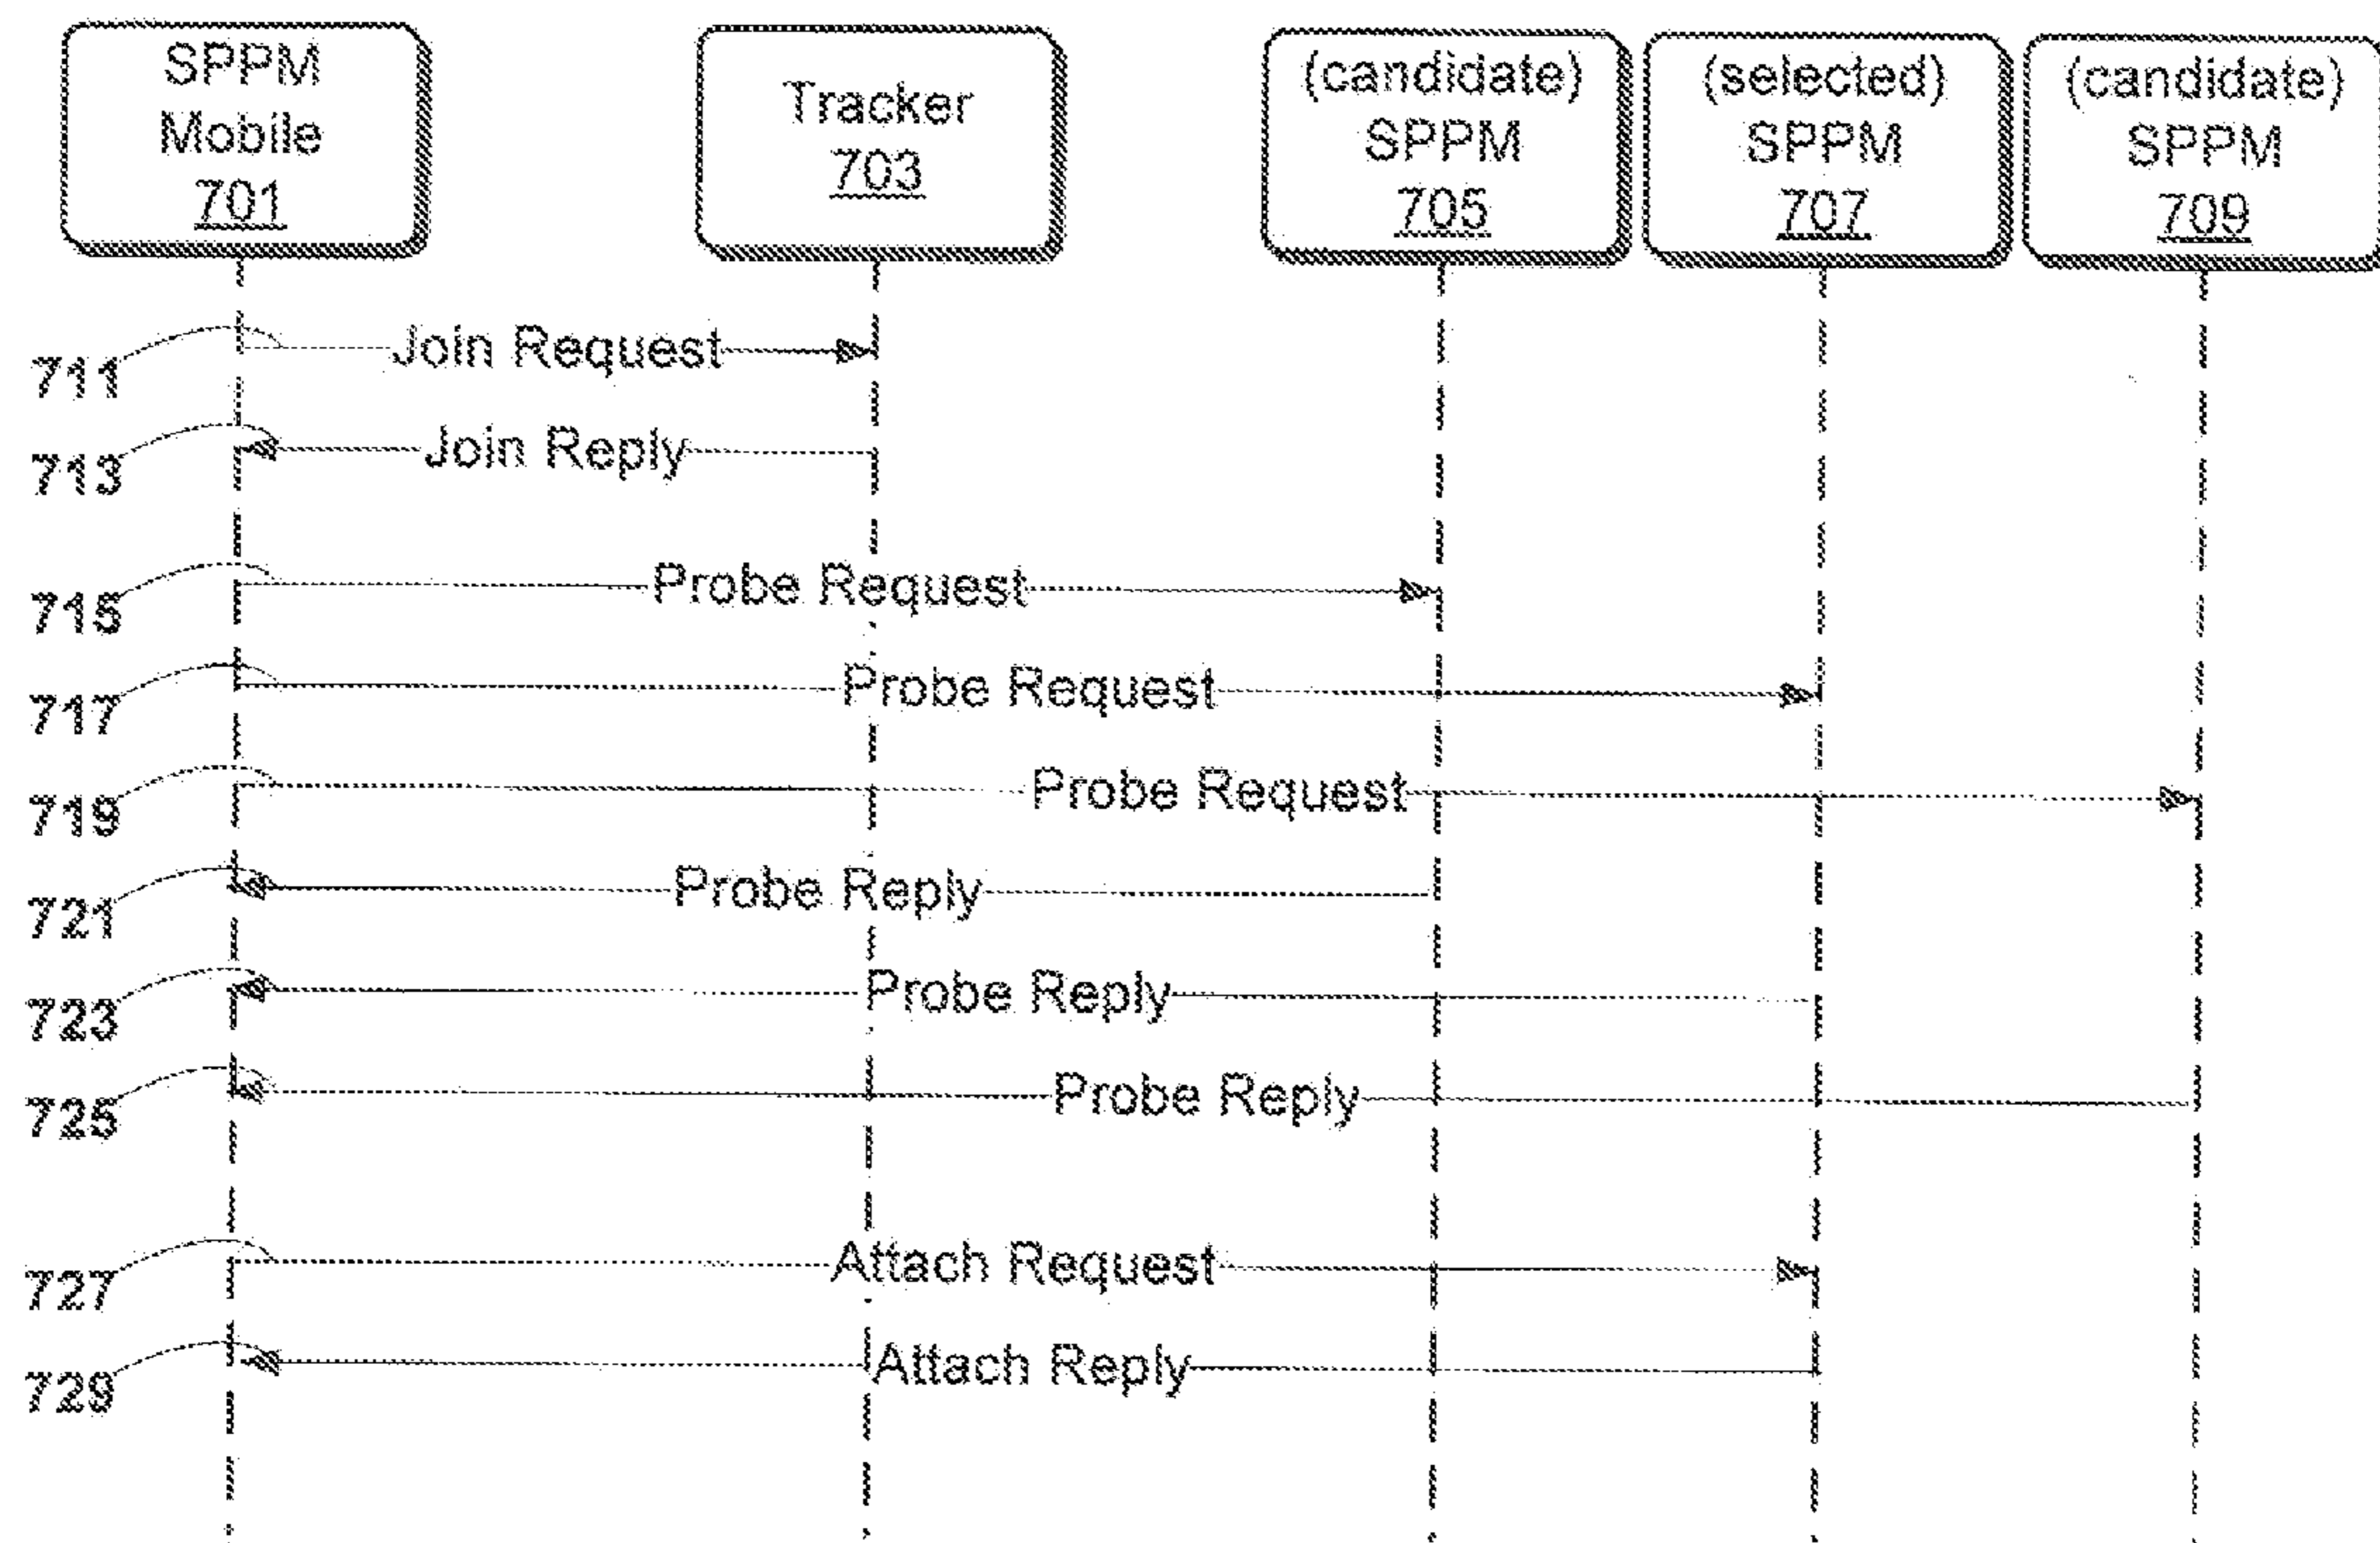 SPPM
Mobile
701
Tracker
703
(candidate)
SPPM
705
(selected)
SPPM
707
(candidate)
SPPM
709
711
Join Request
713
Join Reply
715
Probe Request
717
Probe Request
719
Probe Request
721
Probe Reply
723
Probe Reply
725
Probe Reply
727
Attach Request
729
Attach Reply